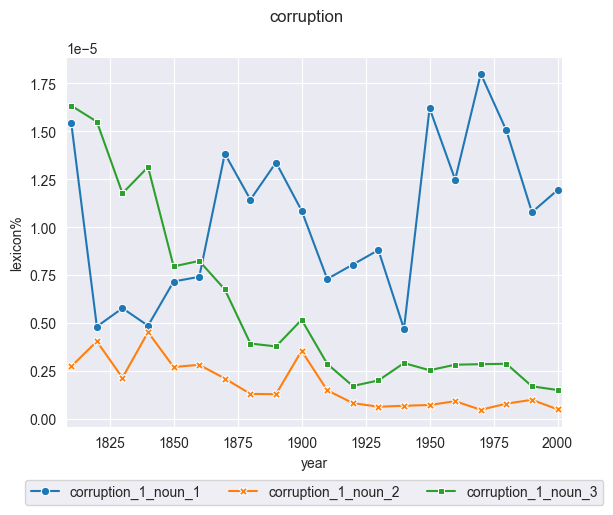 corruption
1e−5
1.75
1.50
1.25
1.00
0.75
0.50
0.25
0.00
lexicon%
1825 1850 1875 1900 1925 1950 1975 2000
year
corruption_1_noun_1 corruption_1_noun_2 corruption_1_noun_3